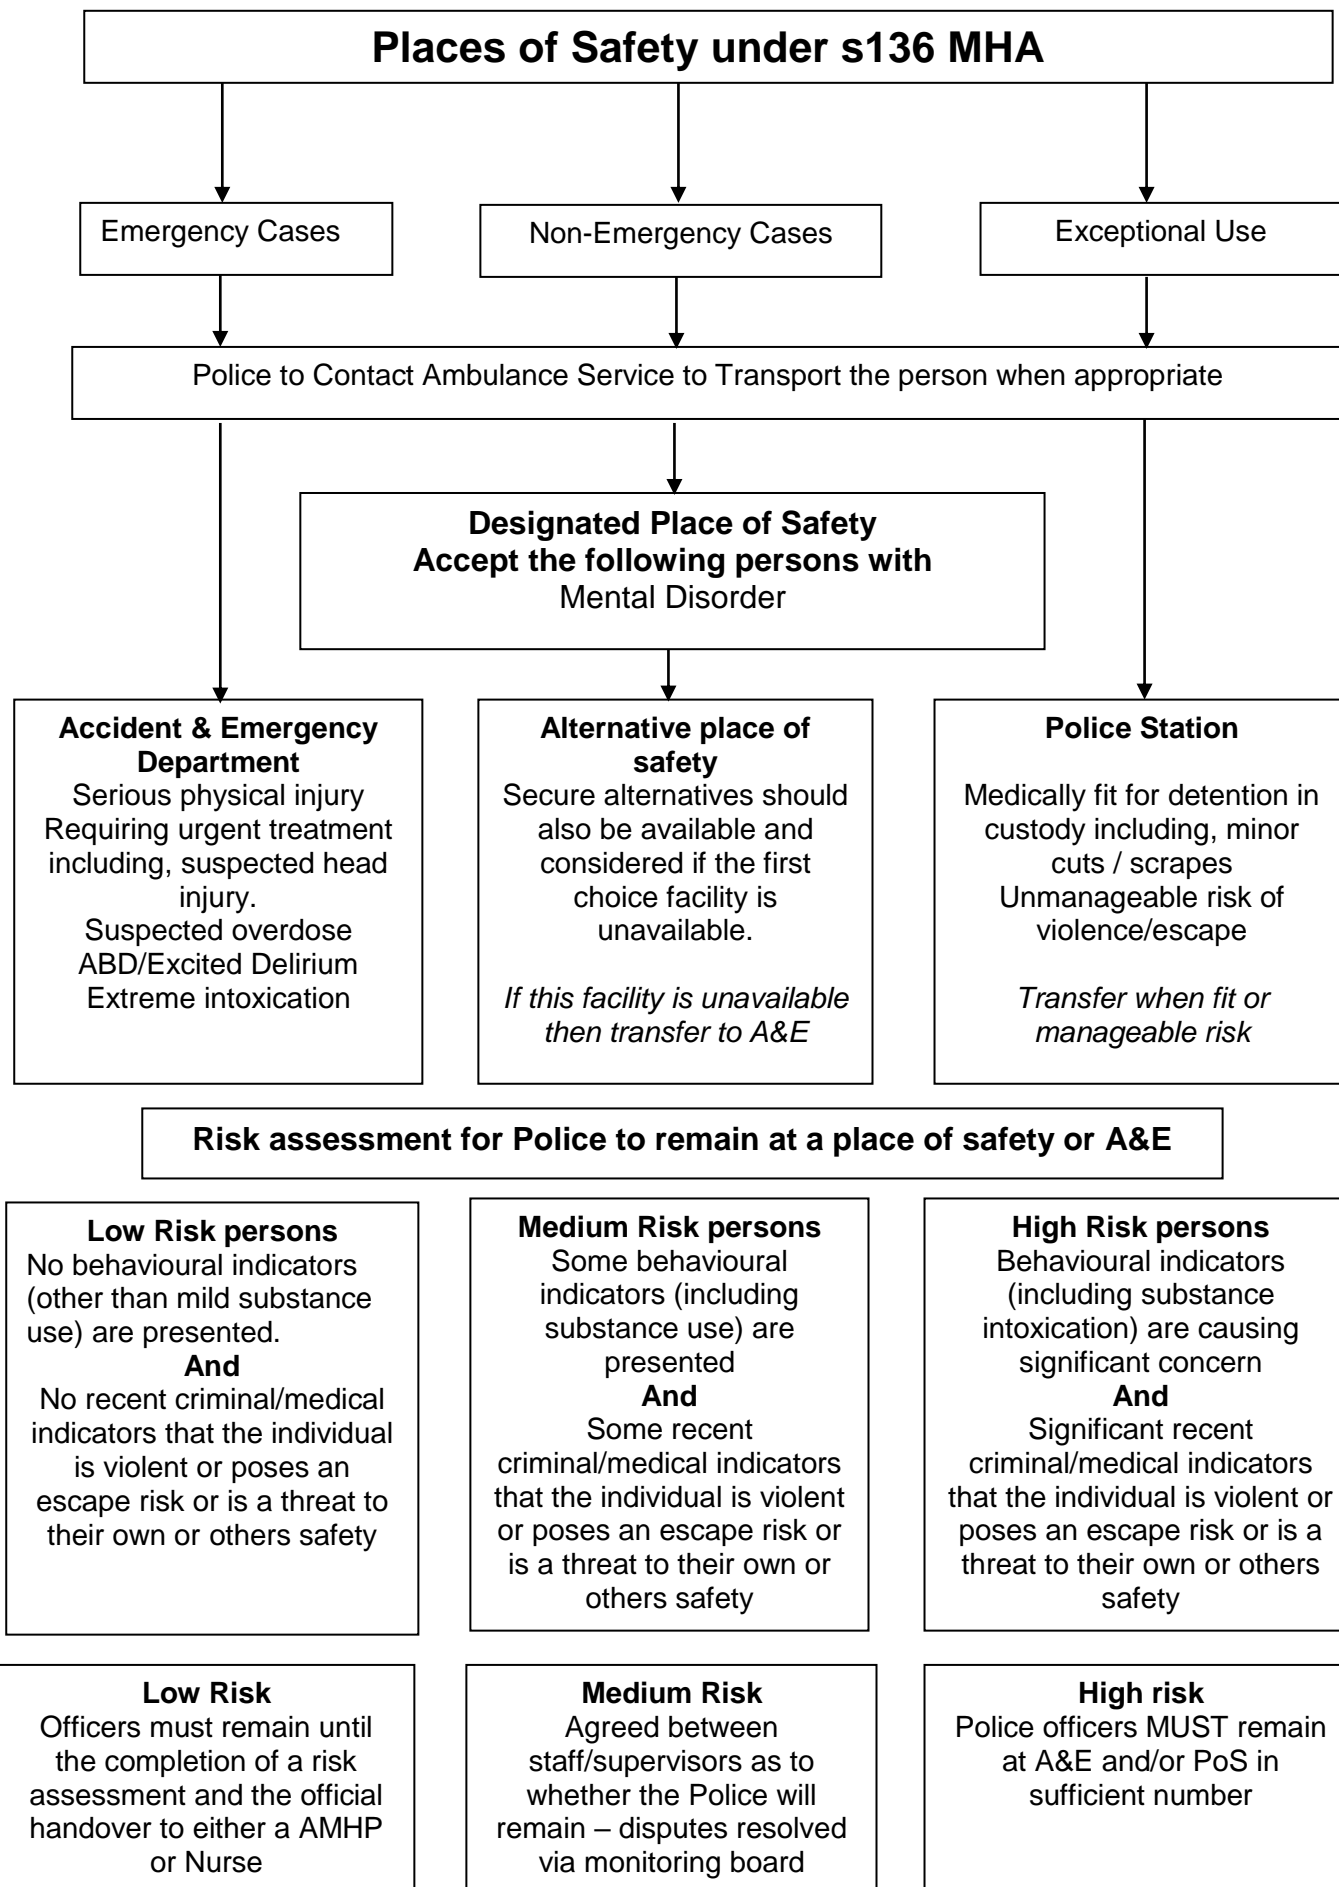 Places of Safety under s136 MHA
Emergency Cases
Non-Emergency Cases
Exceptional Use
Police to Contact Ambulance Service to Transport the person when appropriate
Designated Place of Safety
Accept the following persons with
Mental Disorder
Accident & Emergency
Department
Serious physical injury
Requiring urgent treatment
including, suspected head
injury.
Suspected overdose
ABD/Excited Delirium
Extreme intoxication
Alternative place of
safety
Secure alternatives should
also be available and
considered if the first
choice facility is
unavailable.
If this facility is unavailable
then transfer to A&E
Police Station
Medically fit for detention in
custody including, minor
cuts / scrapes
Unmanageable risk of
violence/escape
Transfer when fit or
manageable risk
Risk assessment for Police to remain at a place of safety or A&E
Low Risk persons
No behavioural indicators
(other than mild substance
use) are presented.
And
No recent criminal/medical
indicators that the individual
is violent or poses an
escape risk or is a threat to
their own or others safety
Medium Risk persons
Some behavioural
indicators (including
substance use) are
presented
And
Some recent
criminal/medical indicators
that the individual is violent
or poses an escape risk or
is a threat to their own or
others safety
High Risk persons
Behavioural indicators
(including substance
intoxication) are causing
significant concern
And
Significant recent
criminal/medical indicators
that the individual is violent or
poses an escape risk or is a
threat to their own or others
safety
Low Risk
Officers must remain until
the completion of a risk
assessment and the official
handover to either a AMHP
or Nurse
Medium Risk
Agreed between
staff/supervisors as to
whether the Police will
remain – disputes resolved
via monitoring board
High risk
Police officers MUST remain
at A&E and/or PoS in
sufficient number